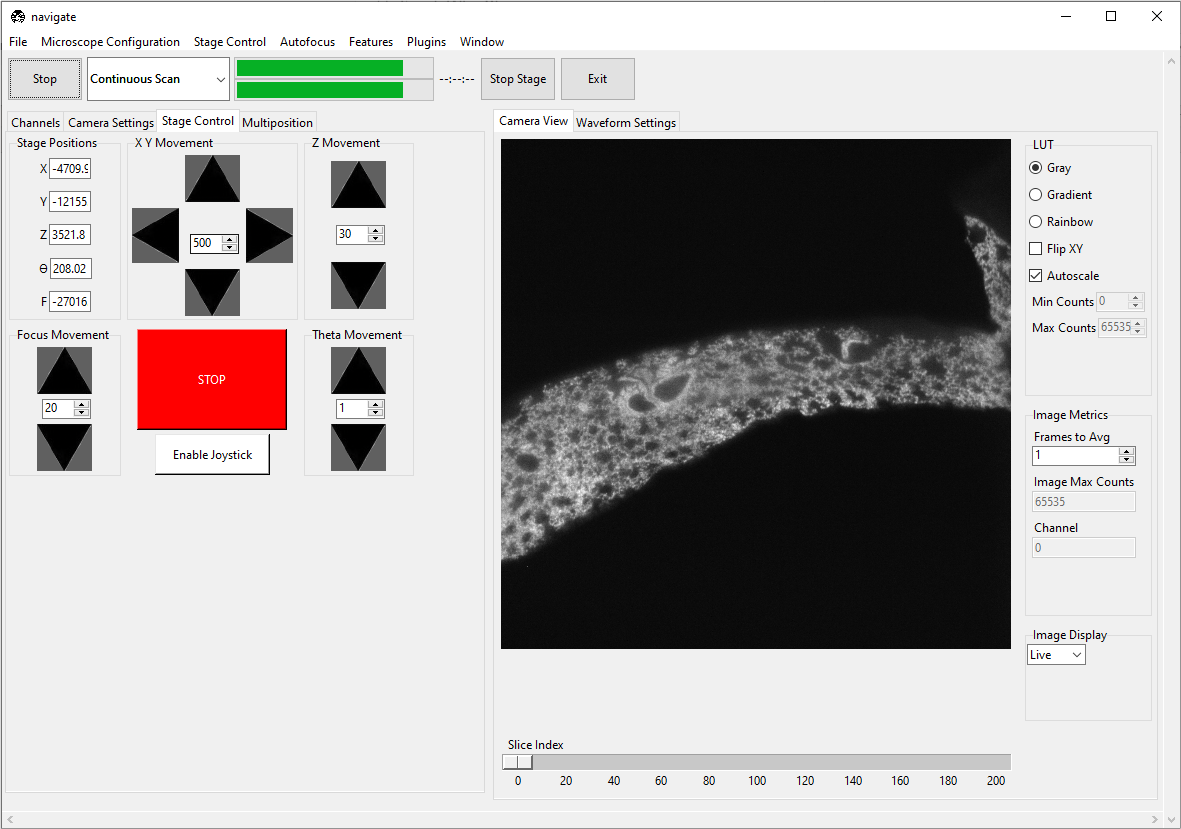 navigate
File Microscope Configuration Stage Control Autofocus Features Plugins Window
Stop Continuous Scan --:--:-- Stop Stage Exit
Channels Camera Settings Stage Control Multiposition
Stage Positions X Y Movement Z Movement
X -4709.9
Y -12155
Z 3521.8
Θ 208.02
F -27016
500
30
Focus Movement Theta Movement
20
STOP
1
Enable Joystick
Camera View Waveform Settings
LUT
Gray
Gradient
Rainbow
Flip XY
Autoscale
Min Counts 0
Max Counts 65535
Image Metrics
Frames to Avg
1
Image Max Counts
65535
Channel
0
Image Display
Live
Slice Index
0 20 40 60 80 100 120 140 160 180 200